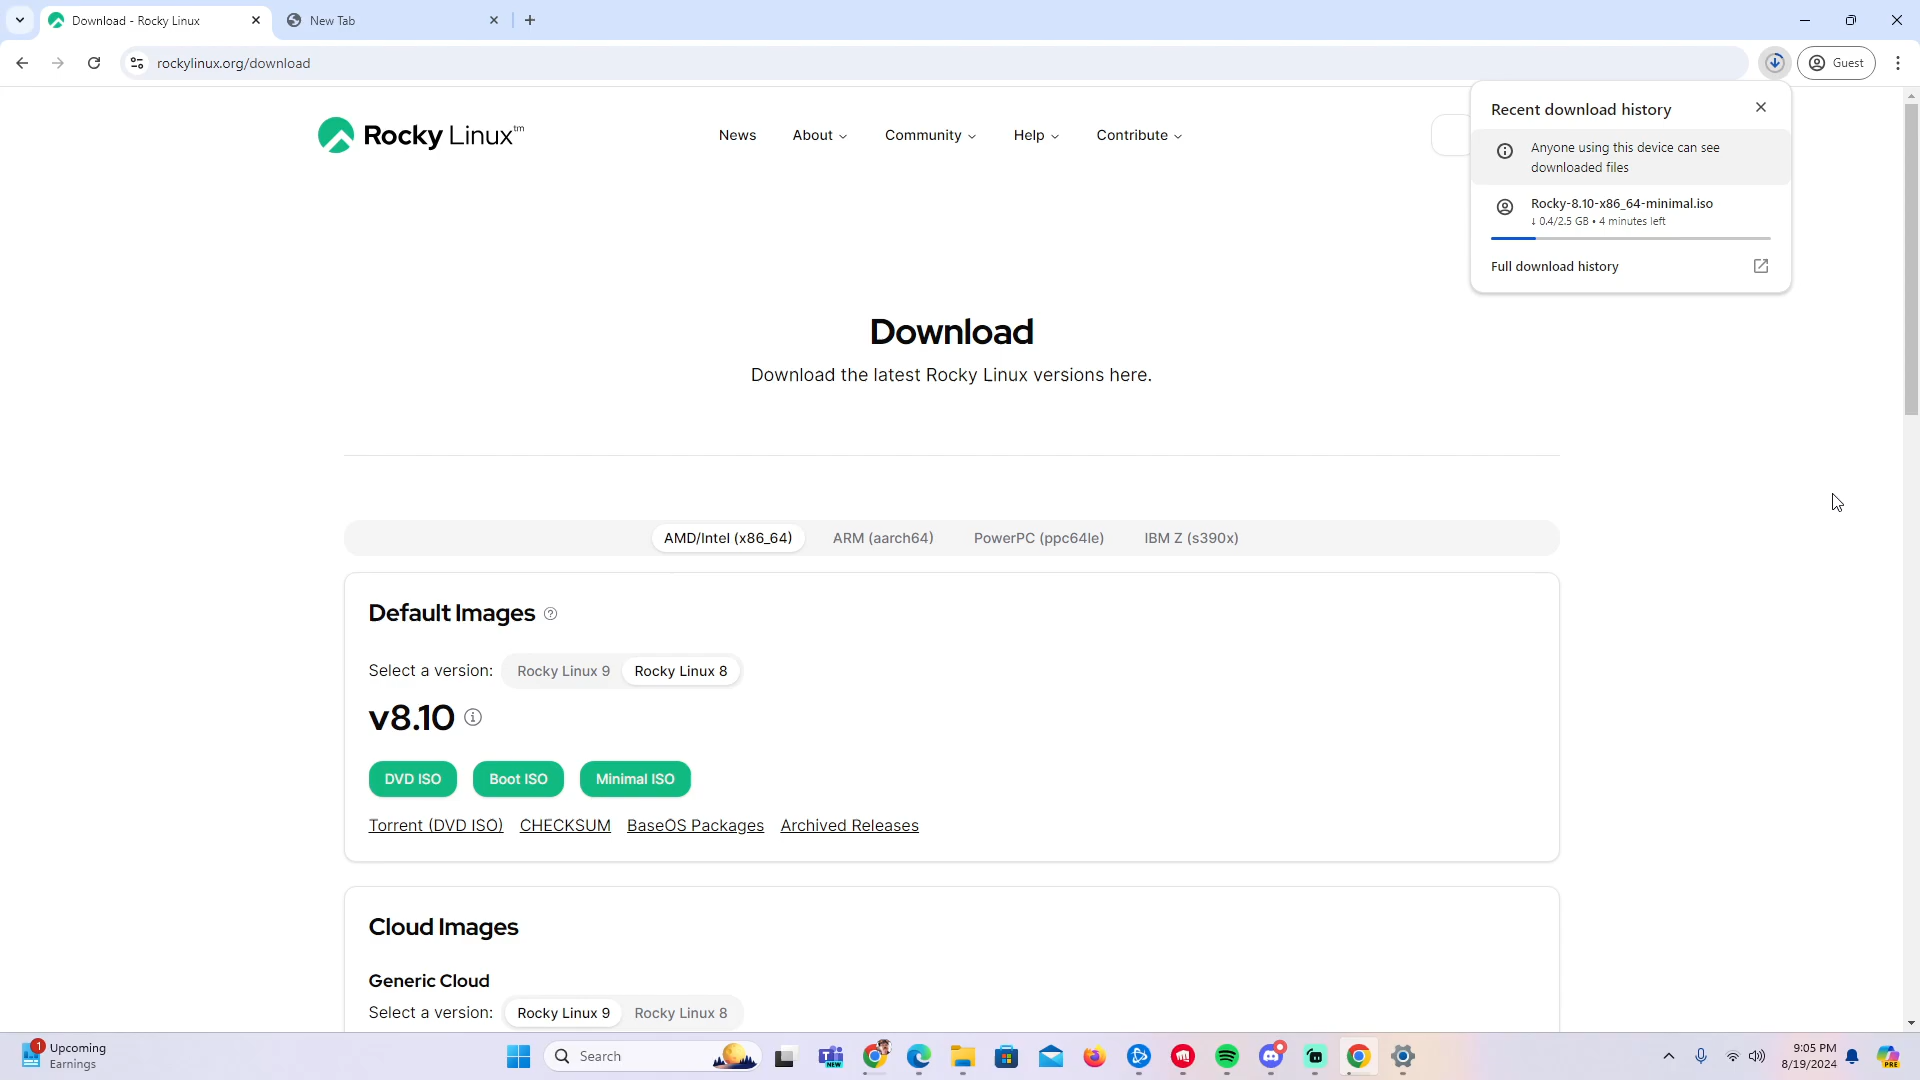 Download - Rocky Linux
New Tab
rockylinux.org/download
Guest
Rocky Linux™
News
About
Community
Help
Contribute
Recent download history
Anyone using this device can see
downloaded files
Rocky-8.10-x86_64-minimal.iso
↓ 0.4/2.5 GB • 4 minutes left
Full download history
Download
Download the latest Rocky Linux versions here.
AMD/Intel (x86_64)
ARM (aarch64)
PowerPC (ppc64le)
IBM Z (s390x)
Default Images
Select a version: Rocky Linux 9 Rocky Linux 8
v8.10
DVD ISO
Boot ISO
Minimal ISO
Torrent (DVD ISO) CHECKSUM BaseOS Packages Archived Releases
Cloud Images
Generic Cloud
Select a version: Rocky Linux 9 Rocky Linux 8
1
Upcoming
Earnings
Search
NEW
9:05 PM
8/19/2024
PRE